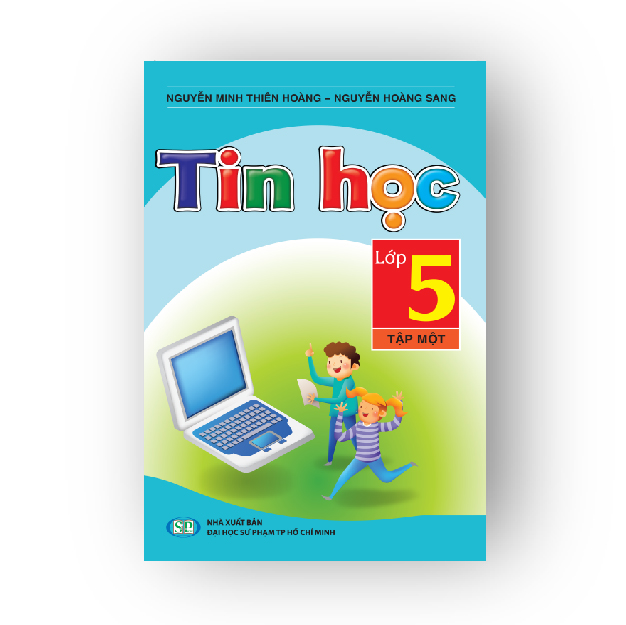 NGUYỄN MINH THIÊN HOÀNG – NGUYỄN HOÀNG SANG
Tin học
Lớp 5
TẬP MỘT
NHÀ XUẤT BẢN
ĐẠI HỌC SƯ PHẠM TP HỒ CHÍ MINH